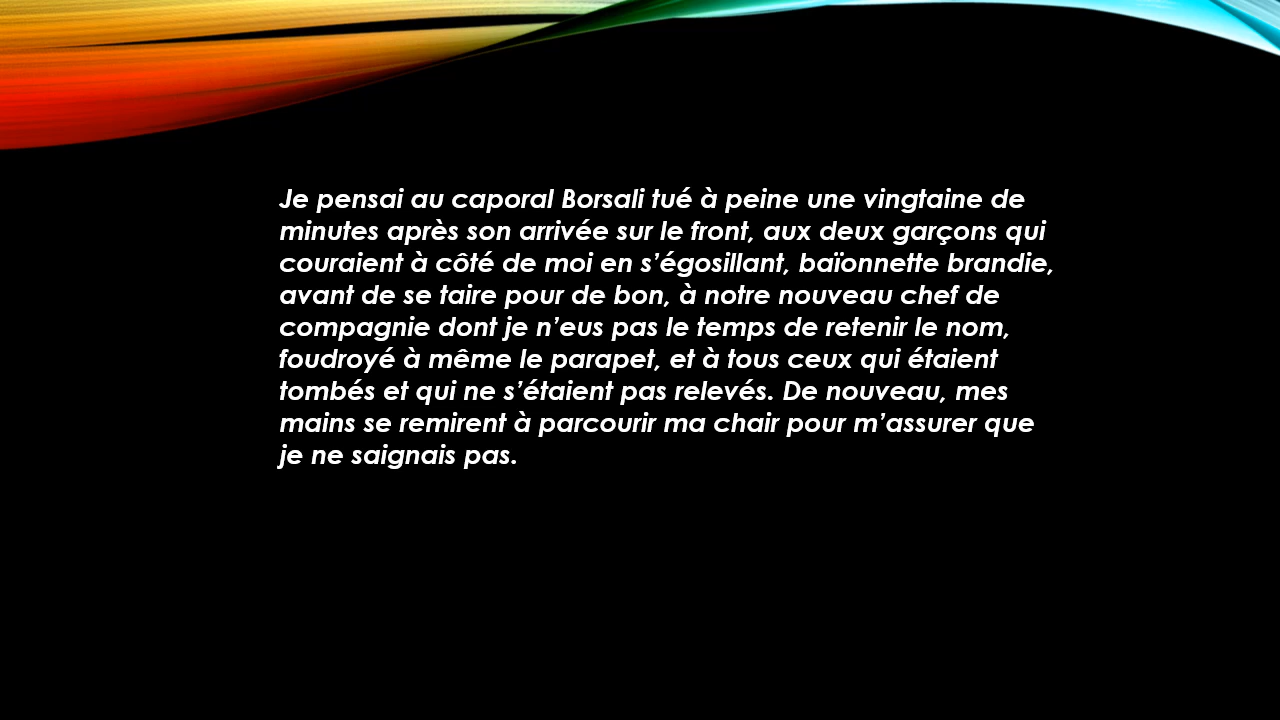 Je pensai au caporal Borsali tué à peine une vingtaine de
minutes après son arrivée sur le front, aux deux garçons qui
couraient à côté de moi en s’égosillant, baïonnette brandie,
avant de se taire pour de bon, à notre nouveau chef de
compagnie dont je n’eus pas le temps de retenir le nom,
foudroyé à même le parapet, et à tous ceux qui étaient
tombés et qui ne s’étaient pas relevés. De nouveau, mes
mains se remirent à parcourir ma chair pour m’assurer que
je ne saignais pas.